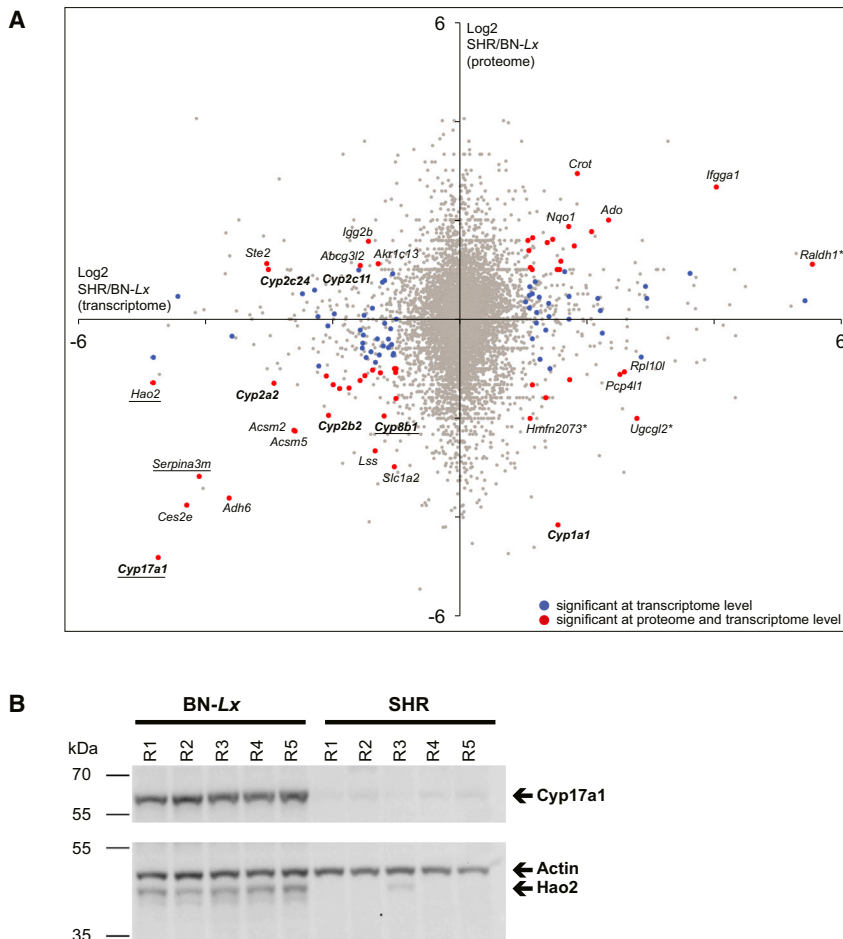 A
6
Log2
SHR/BN-Lx
(proteome)
Crot
Ifgga1
Nqo1
Ado
Igg2b
Ste2
Abcg3l2
Akr1c13
Raldh1*
Log2
SHR/BN-Lx
(transcriptome)
Cyp2c24
Cyp2c11
-6
6
Hao2
Cyp2a2
Rpl10l
Pcp4l1
Acsm2
Acsm5
Cyp2b2
Cyp8b1
Hmfn2073*
Ugcgl2*
Serpina3m
Lss
Slc1a2
Ces2e
Adh6
Cyp17a1
Cyp1a1
-6
significant at transcriptome level
significant at proteome and transcriptome level
B
BN-Lx
SHR
kDa
R1 R2 R3 R4 R5 R1 R2 R3 R4 R5
70
Cyp17a1
55
55
Actin
Hao2
35